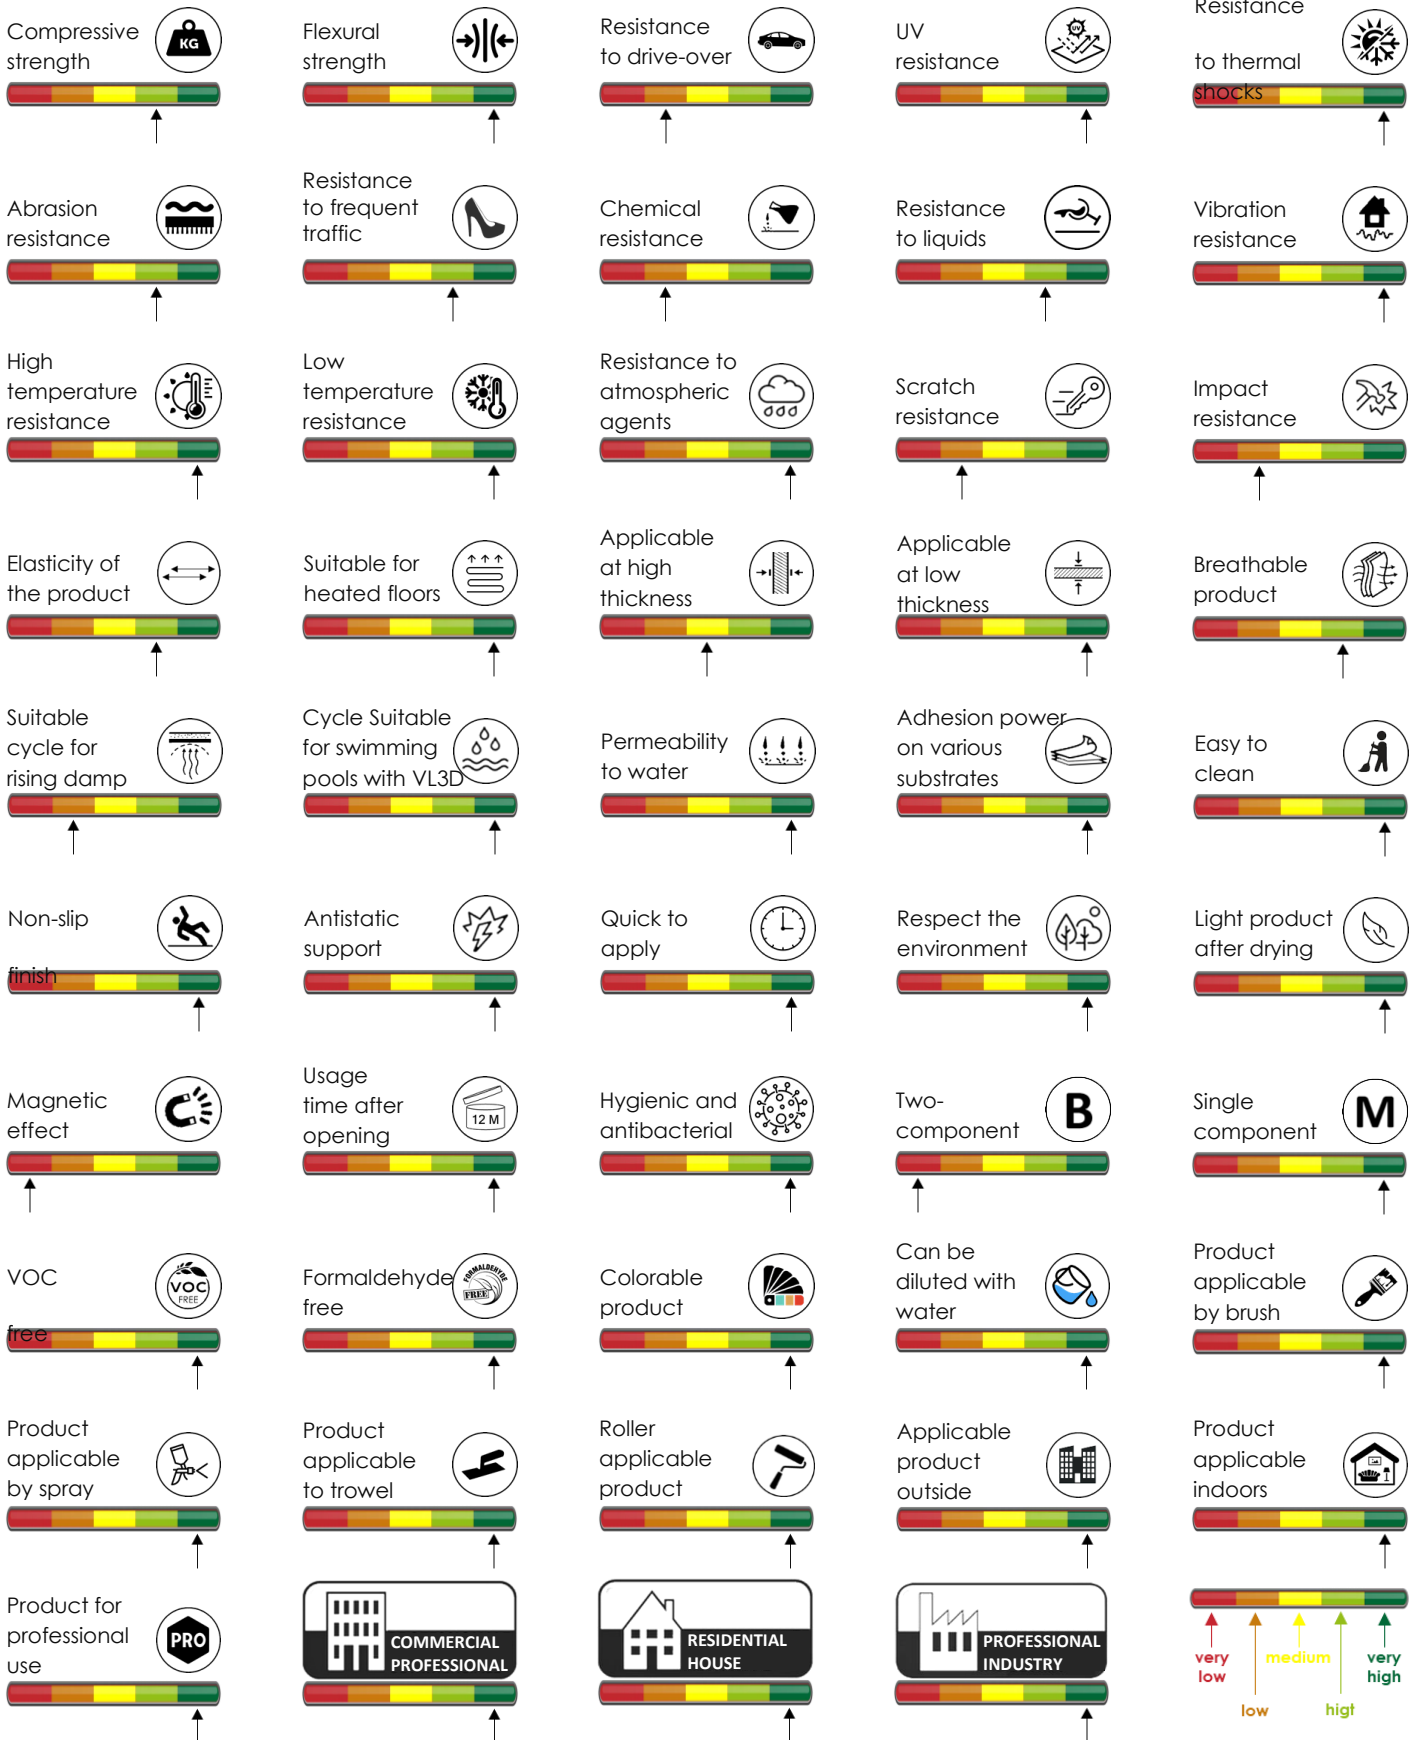 Compressive
strength
KG
Flexural
strength
Resistance
to drive-over
UV
resistance
UV
Resistance
to thermal
shocks
Abrasion
resistance
Resistance
to frequent
traffic
Chemical
resistance
Resistance
to liquids
Vibration
resistance
High
temperature
resistance
Low
temperature
resistance
Resistance to
atmospheric
agents
Scratch
resistance
Impact
resistance
Elasticity of
the product
Suitable for
heated floors
Applicable
at high
thickness
Applicable
at low
thickness
Breathable
product
Suitable
cycle for
rising damp
Cycle Suitable
for swimming
pools with VL3D
Permeability
to water
Adhesion power
on various
substrates
Easy to
clean
Non-slip
finish
Antistatic
support
Quick to
apply
Respect the
environment
Light product
after drying
Magnetic
effect
Usage
time after
opening
12 M
Hygienic and
antibacterial
Two-
component
B
Single
component
M
VOC
free
VOC
FREE
Formaldehyde
free
FORMALDEHYDE
FREE
Colorable
product
Can be
diluted with
water
Product
applicable
by brush
Product
applicable
by spray
Product
applicable
to trowel
Roller
applicable
product
Applicable
product
outside
Product
applicable
indoors
Product for
professional
use
PRO
COMMERCIAL
PROFESSIONAL
RESIDENTIAL
HOUSE
PROFESSIONAL
INDUSTRY
very
low
low
medium
higt
very
high